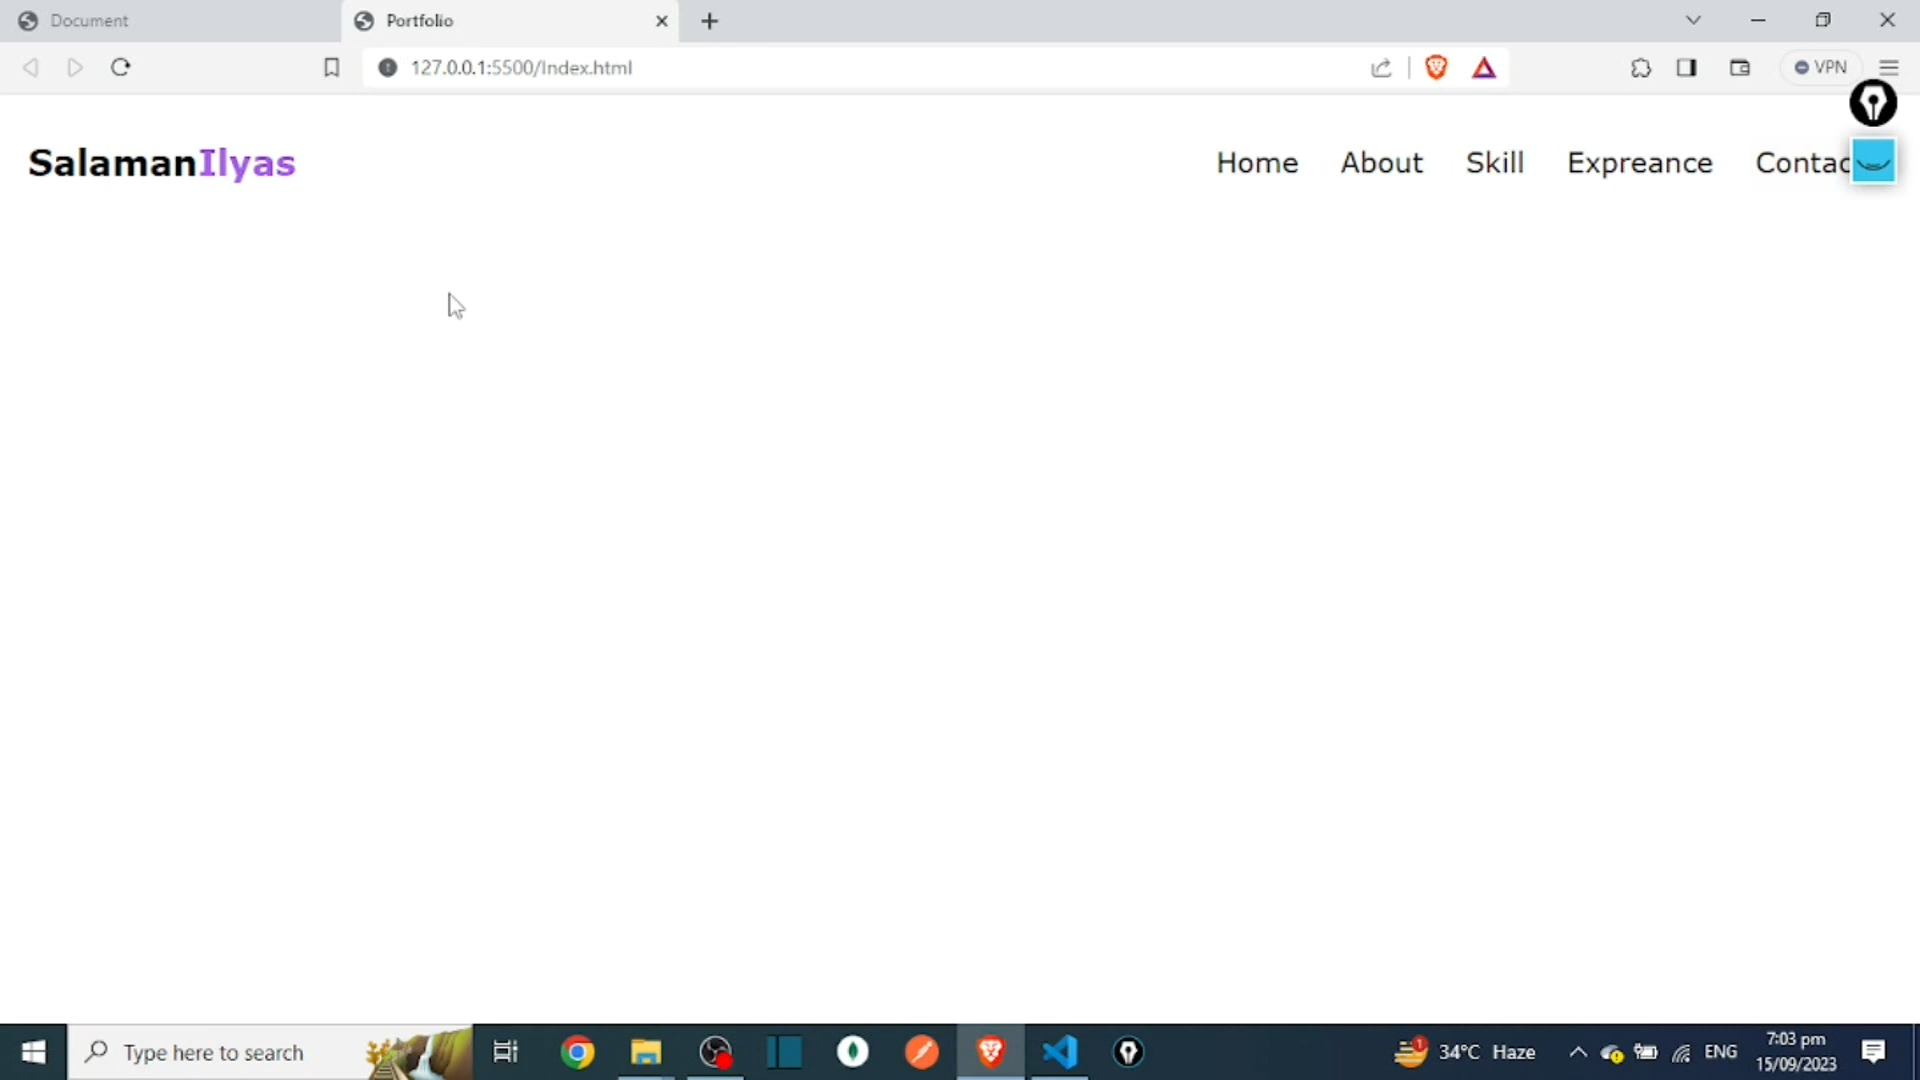 Document
Portfolio
127.0.0.1:5500/Index.html
VPN
SalamanIlyas
Home About Skill Expreance Contac
Type here to search
1
34°C Haze
ENG
7:03 pm
15/09/2023